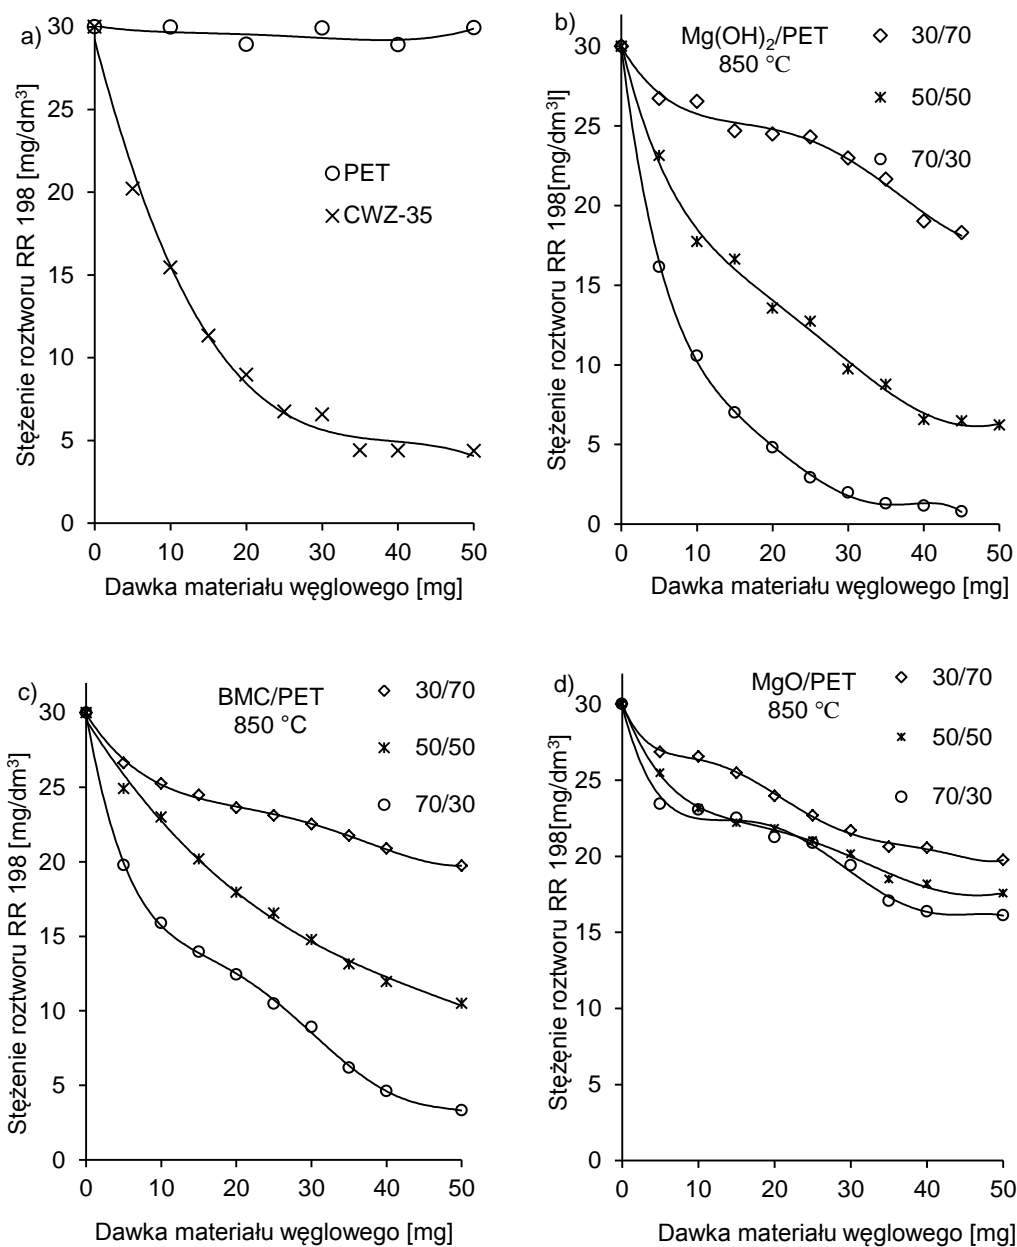 a)
Stężenie roztworu RR 198 [mg/dm³]
30
25
20
15
10
5
0
PET
CWZ-35
0 10 20 30 40 50
Dawka materiału węglowego [mg]
b)
Stężenie roztworu RR 198[mg/dm³l]
Mg(OH)₂/PET
850 °C
30/70
50/50
70/30
30
25
20
15
10
5
0
0 10 20 30 40 50
Dawka materiału węglowego [mg]
c)
Stężenie roztworu RR 198 [mg/dm³]
BMC/PET
850 °C
30/70
50/50
70/30
30
25
20
15
10
5
0
0 10 20 30 40 50
Dawka materiału węglowego [mg]
d)
Stężęnie roztworu RR 198[mg/dm³]
MgO/PET
850 °C
30/70
50/50
70/30
30
25
20
15
10
5
0
0 10 20 30 40 50
Dawka materiału węglowego [mg]